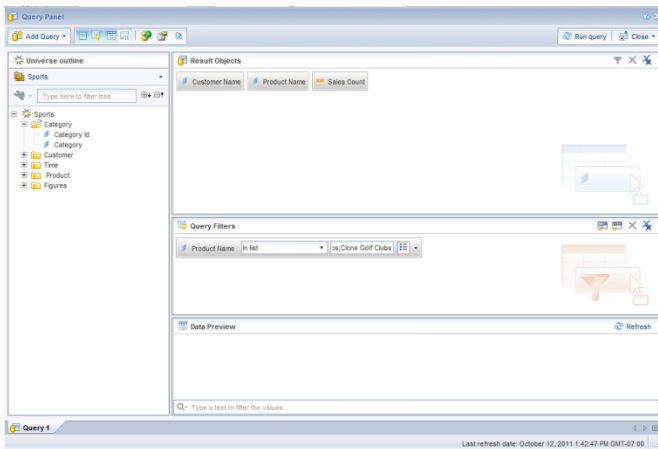 Query Panel
Add Query
Run query
Close
Universe outline
Sports
Type here to filter tree
Sports
Category
Category Id
Category
Customer
Time
Product
Figures
Result Objects
Customer Name
Product Name
Sales Count
Query Filters
Product Name
In list
;Clone Golf Clubs
Data Preview
Refresh
Type a text to filter the values
Query 1
Last refresh date: October 12, 2011 1:42:47 PM GMT-07:00